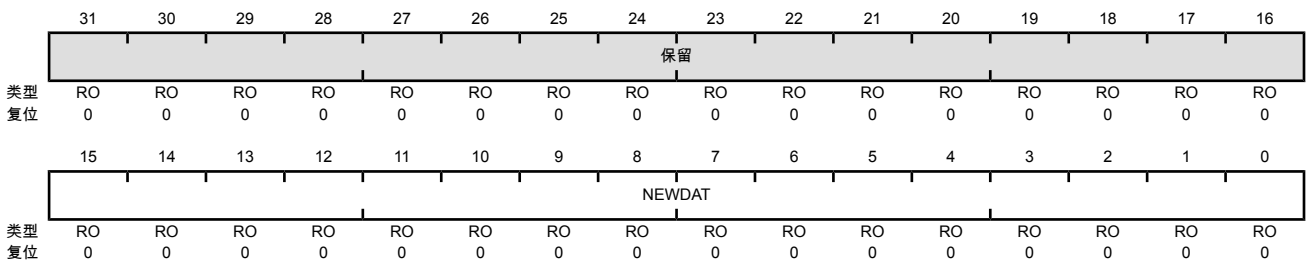 31 30 29 28 27 26 25 24 23 22 21 20 19 18 17 16
保留
类型 RO RO RO RO RO RO RO RO RO RO RO RO RO RO RO RO
复位 0 0 0 0 0 0 0 0 0 0 0 0 0 0 0 0
15 14 13 12 11 10 9 8 7 6 5 4 3 2 1 0
NEWDAT
类型 RO RO RO RO RO RO RO RO RO RO RO RO RO RO RO RO
复位 0 0 0 0 0 0 0 0 0 0 0 0 0 0 0 0